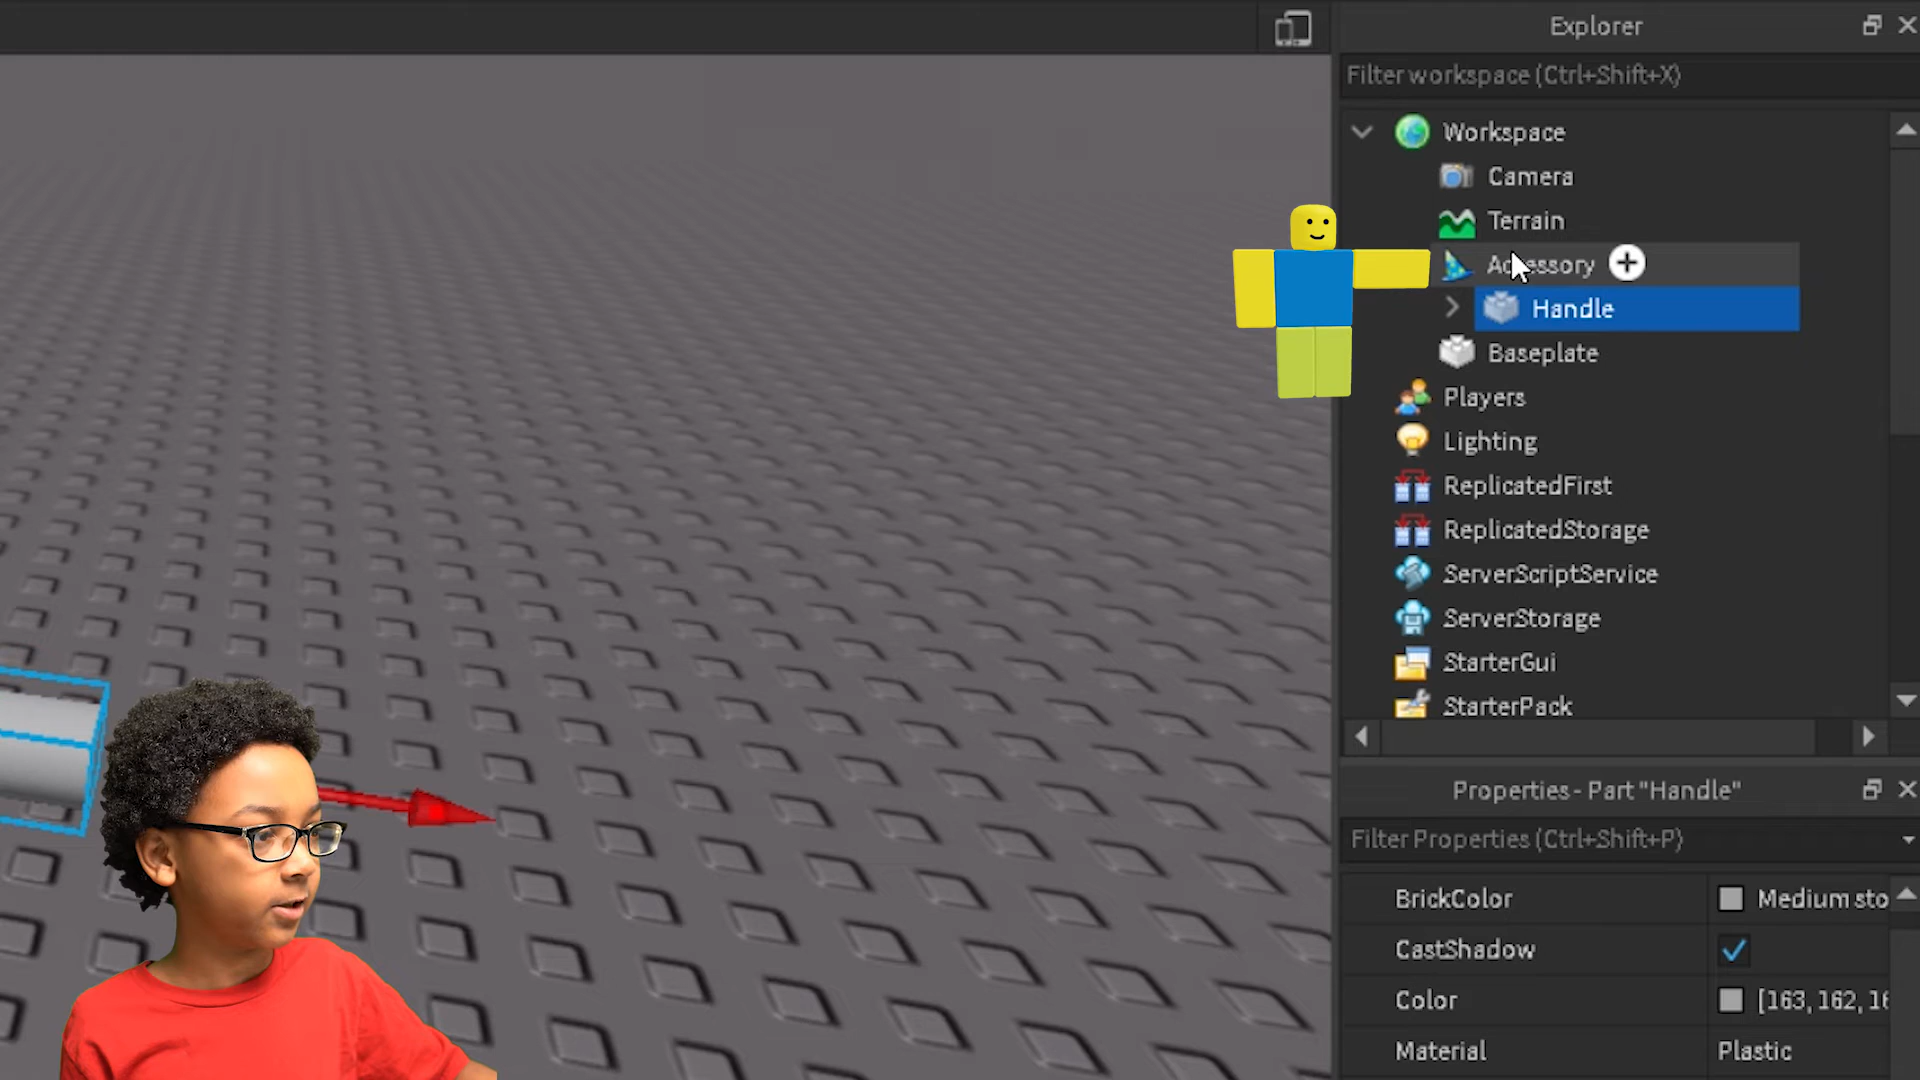 Explorer
Filter workspace (Ctrl+Shift+X)
Workspace
Camera
Terrain
Accessory
Handle
Baseplate
Players
Lighting
ReplicatedFirst
ReplicatedStorage
ServerScriptService
ServerStorage
StarterGui
StarterPack
Properties - Part "Handle"
Filter Properties (Ctrl+Shift+P)
BrickColor Medium sto
CastShadow
Color [163, 162, 16
Material Plastic